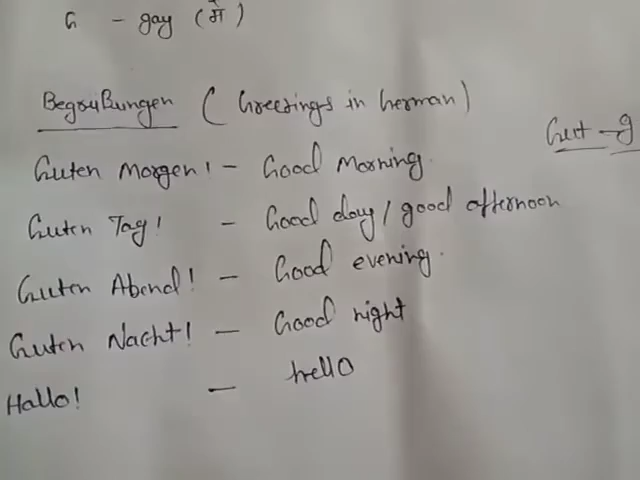 G - gay (गे)
Begrüßungen (Greetings in German)
Gut - g
Guten Morgen! - Good Morning.
Guten Tag! - Good day / good afternoon
Guten Abend! - Good evening.
Guten Nacht! - Good night
Hallo! - hello